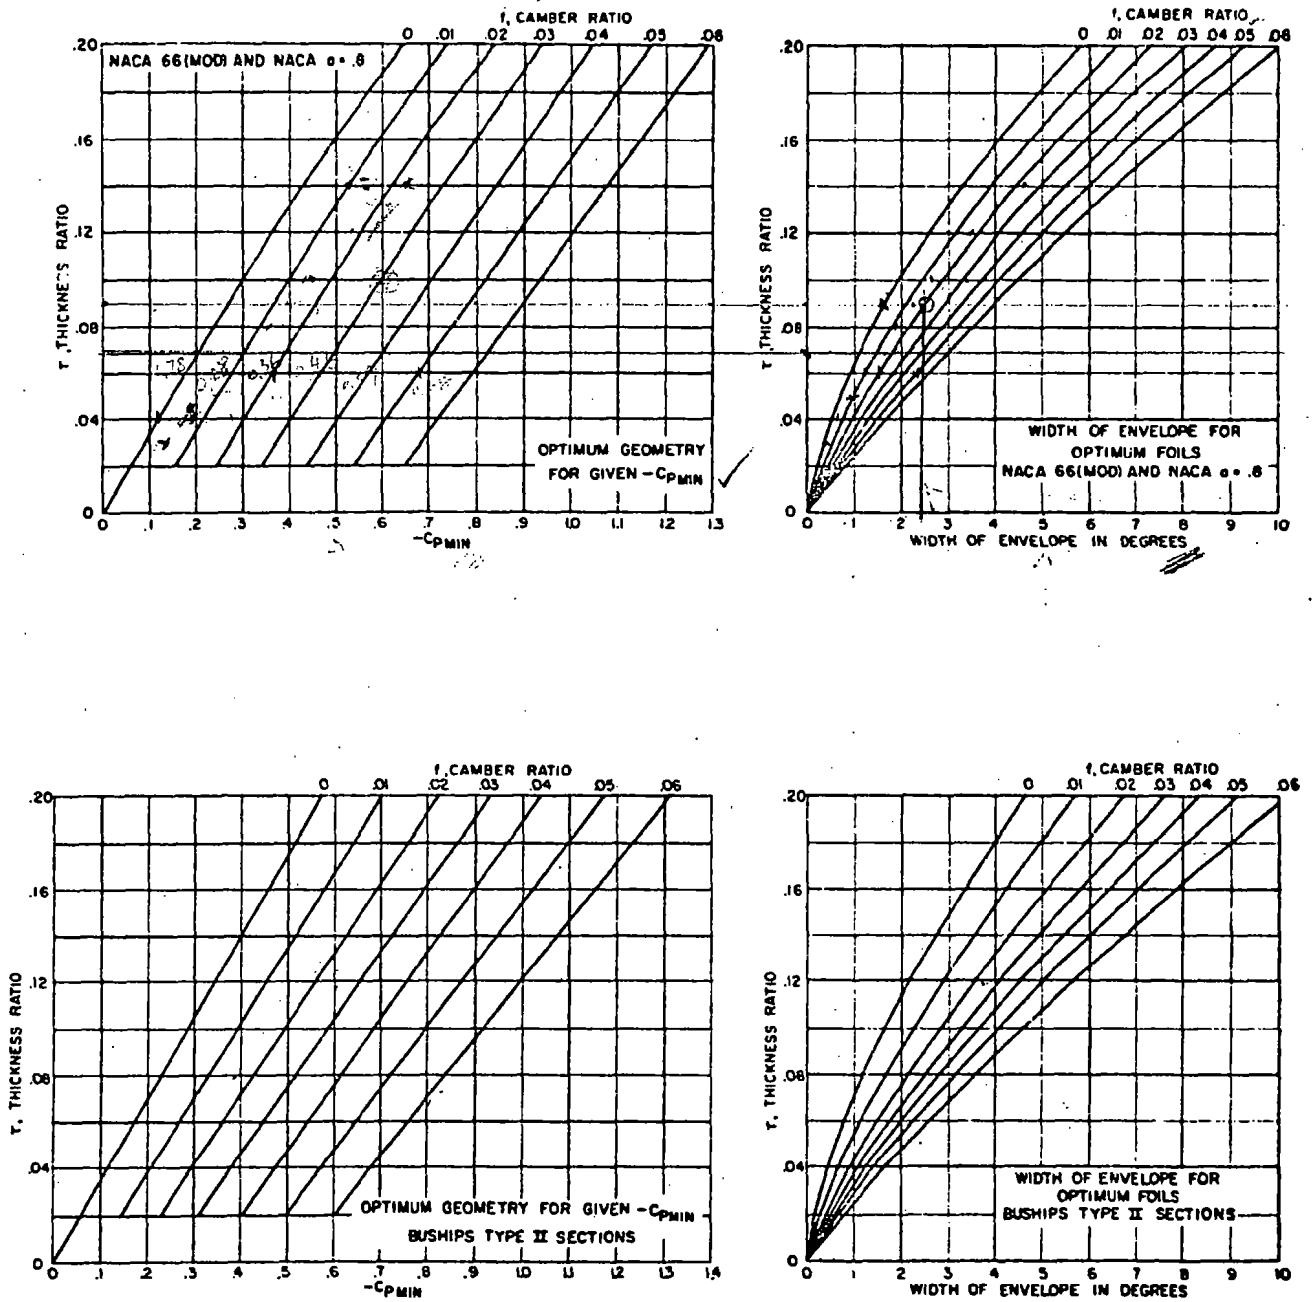 f, CAMBER RATIO
0 .01 .02 .03 .04 .05 .06
.20
NACA 66 (MOD) AND NACA a = .8
.16
.12
.08
.04
0
τ, THICKNESS RATIO
OPTIMUM GEOMETRY
FOR GIVEN -CPMIN
0 .1 .2 .3 .4 .5 .6 .7 .8 .9 1.0 1.1 1.2 1.3
-CPMIN
f, CAMBER RATIO
0 .01 .02 .03 .04 .05 .06
.20
.16
.12
.08
.04
0
τ, THICKNESS RATIO
WIDTH OF ENVELOPE FOR
OPTIMUM FOILS
NACA 66 (MOD) AND NACA a = .8
0 1 2 3 4 5 6 7 8 9 10
WIDTH OF ENVELOPE IN DEGREES
f, CAMBER RATIO
0 .01 .02 .03 .04 .05 .06
.20
.16
.12
.08
.04
0
τ, THICKNESS RATIO
OPTIMUM GEOMETRY FOR GIVEN -CPMIN
BUSHIPS TYPE II SECTIONS
0 .1 .2 .3 .4 .5 .6 .7 .8 .9 1.0 1.1 1.2 1.3 1.4
-CPMIN
f, CAMBER RATIO
0 .01 .02 .03 .04 .05 .06
.20
.16
.12
.08
.04
0
τ, THICKNESS RATIO
WIDTH OF ENVELOPE FOR
OPTIMUM FOILS
BUSHIPS TYPE II SECTIONS
0 1 2 3 4 5 6 7 8 9 10
WIDTH OF ENVELOPE IN DEGREES